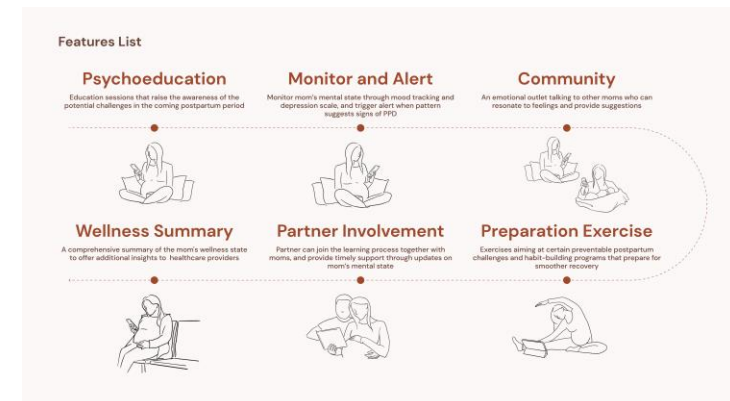 Features List
Psychoeducation
Education sessions that raise the awareness of the
potential challenges in the coming postpartum period
Monitor and Alert
Monitor mom's mental state through mood tracking and
depression scale, and trigger alert when pattern
suggests signs of PPD
Community
An emotional outlet talking to other moms who can
resonate to feelings and provide suggestions
Wellness Summary
A comprehensive summary of the mom's wellness state
to offer additional insights to healthcare providers
Partner Involvement
Partner can join the learning process together with
moms, and provide timely support through updates on
mom's mental state
Preparation Exercise
Exercises aiming at certain preventable postpartum
challenges and habit-building programs that prepare for
smoother recovery